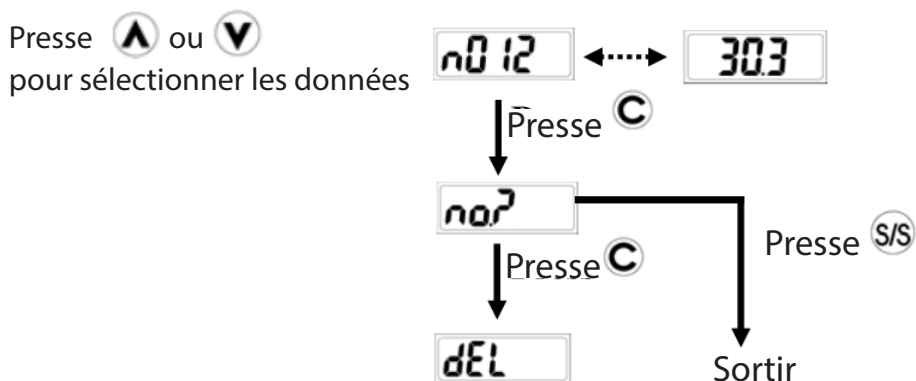 Presse ∧ ou ∨
pour sélectionner les données
n012
30.3
Presse C
no.?
Presse S/S
Presse C
dEL
Sortir